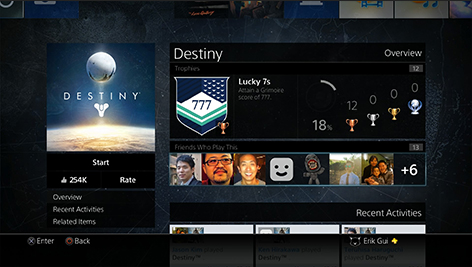 Destiny
Overview
Trophies
12
DESTINY
Lucky 7s
Attain a Grimoire
score of 777.
777
18%
12
0
0
0
Friends Who Play This
13
+6
Start
254K
Rate
Overview
Recent Activities
Related Items
Recent Activities
Destiny™
Destiny™
Enter
Back
Erik Gui